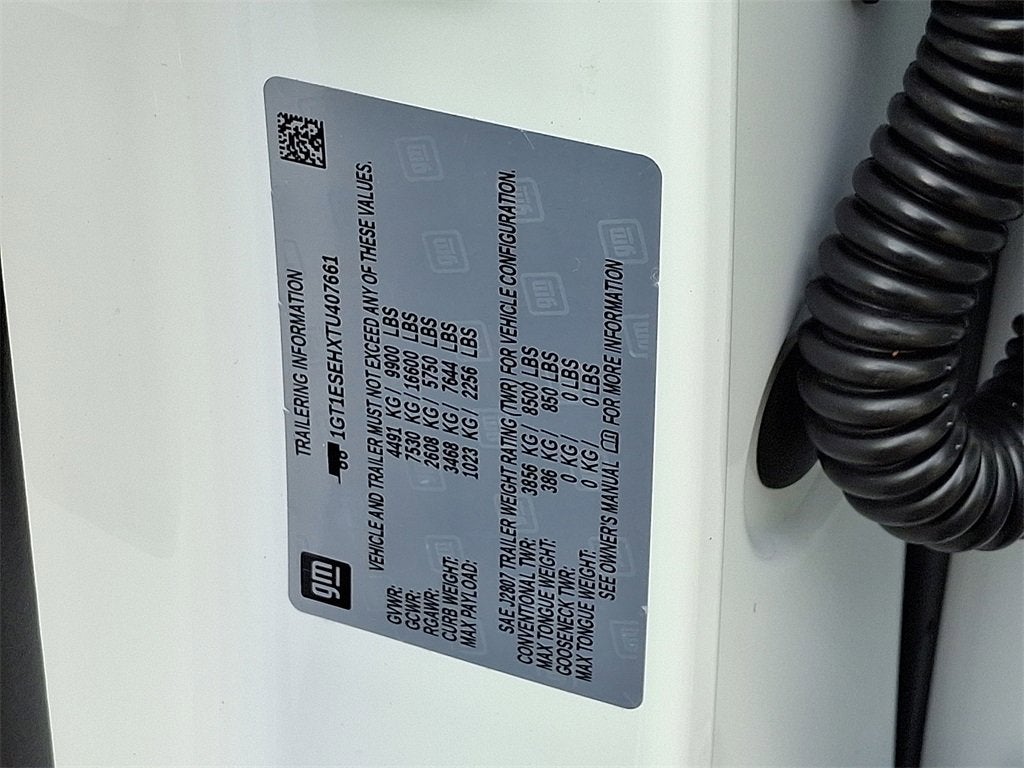 gm
TRAILERING INFORMATION
1GT1ESEHXTU407661
VEHICLE AND TRAILER MUST NOT EXCEED ANY OF THESE VALUES.
GVWR: 4491 KG / 9900 LBS
GCWR: 7530 KG / 16600 LBS
RGAWR: 2608 KG / 5750 LBS
CURB WEIGHT: 3468 KG / 7644 LBS
MAX PAYLOAD: 1023 KG / 2256 LBS
SAE J2807 TRAILER WEIGHT RATING (TWR) FOR VEHICLE CONFIGURATION.
CONVENTIONAL TWR: 3856 KG / 8500 LBS
MAX TONGUE WEIGHT: 386 KG / 850 LBS
GOOSENECK TWR: 0 KG / 0 LBS
MAX TONGUE WEIGHT: 0 KG / 0 LBS
SEE OWNER'S MANUAL FOR MORE INFORMATION